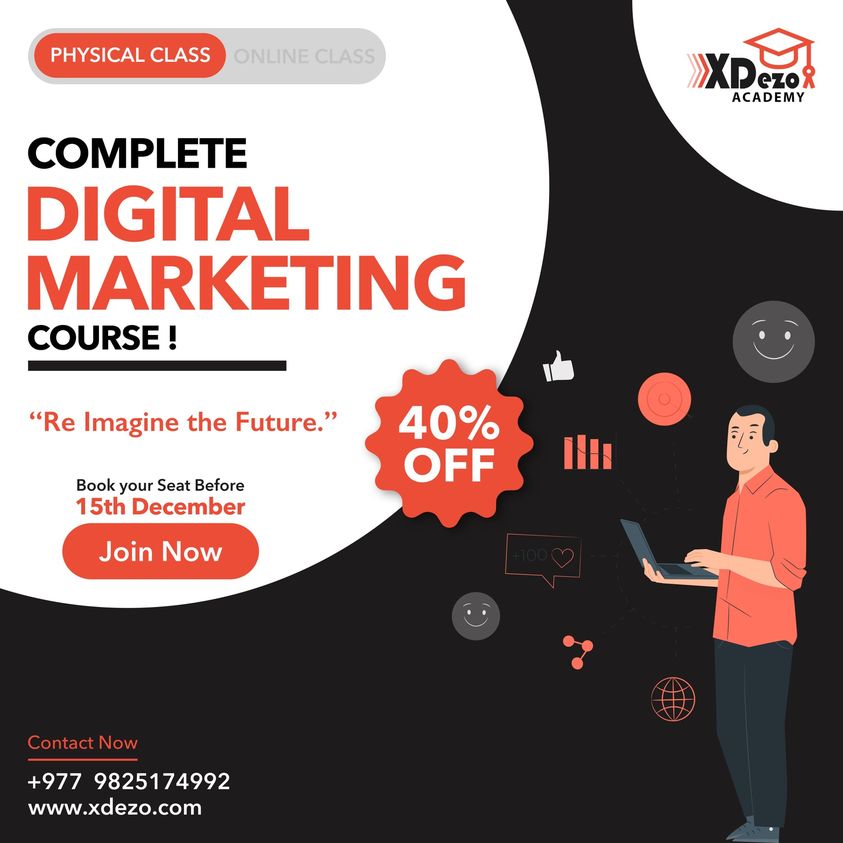 PHYSICAL CLASS ONLINE CLASS
XDezo
ACADEMY
COMPLETE
DIGITAL
MARKETING
COURSE !
“Re Imagine the Future.”
40%
OFF
Book your Seat Before
15th December
Join Now
+100
Contact Now
+977 9825174992
www.xdezo.com